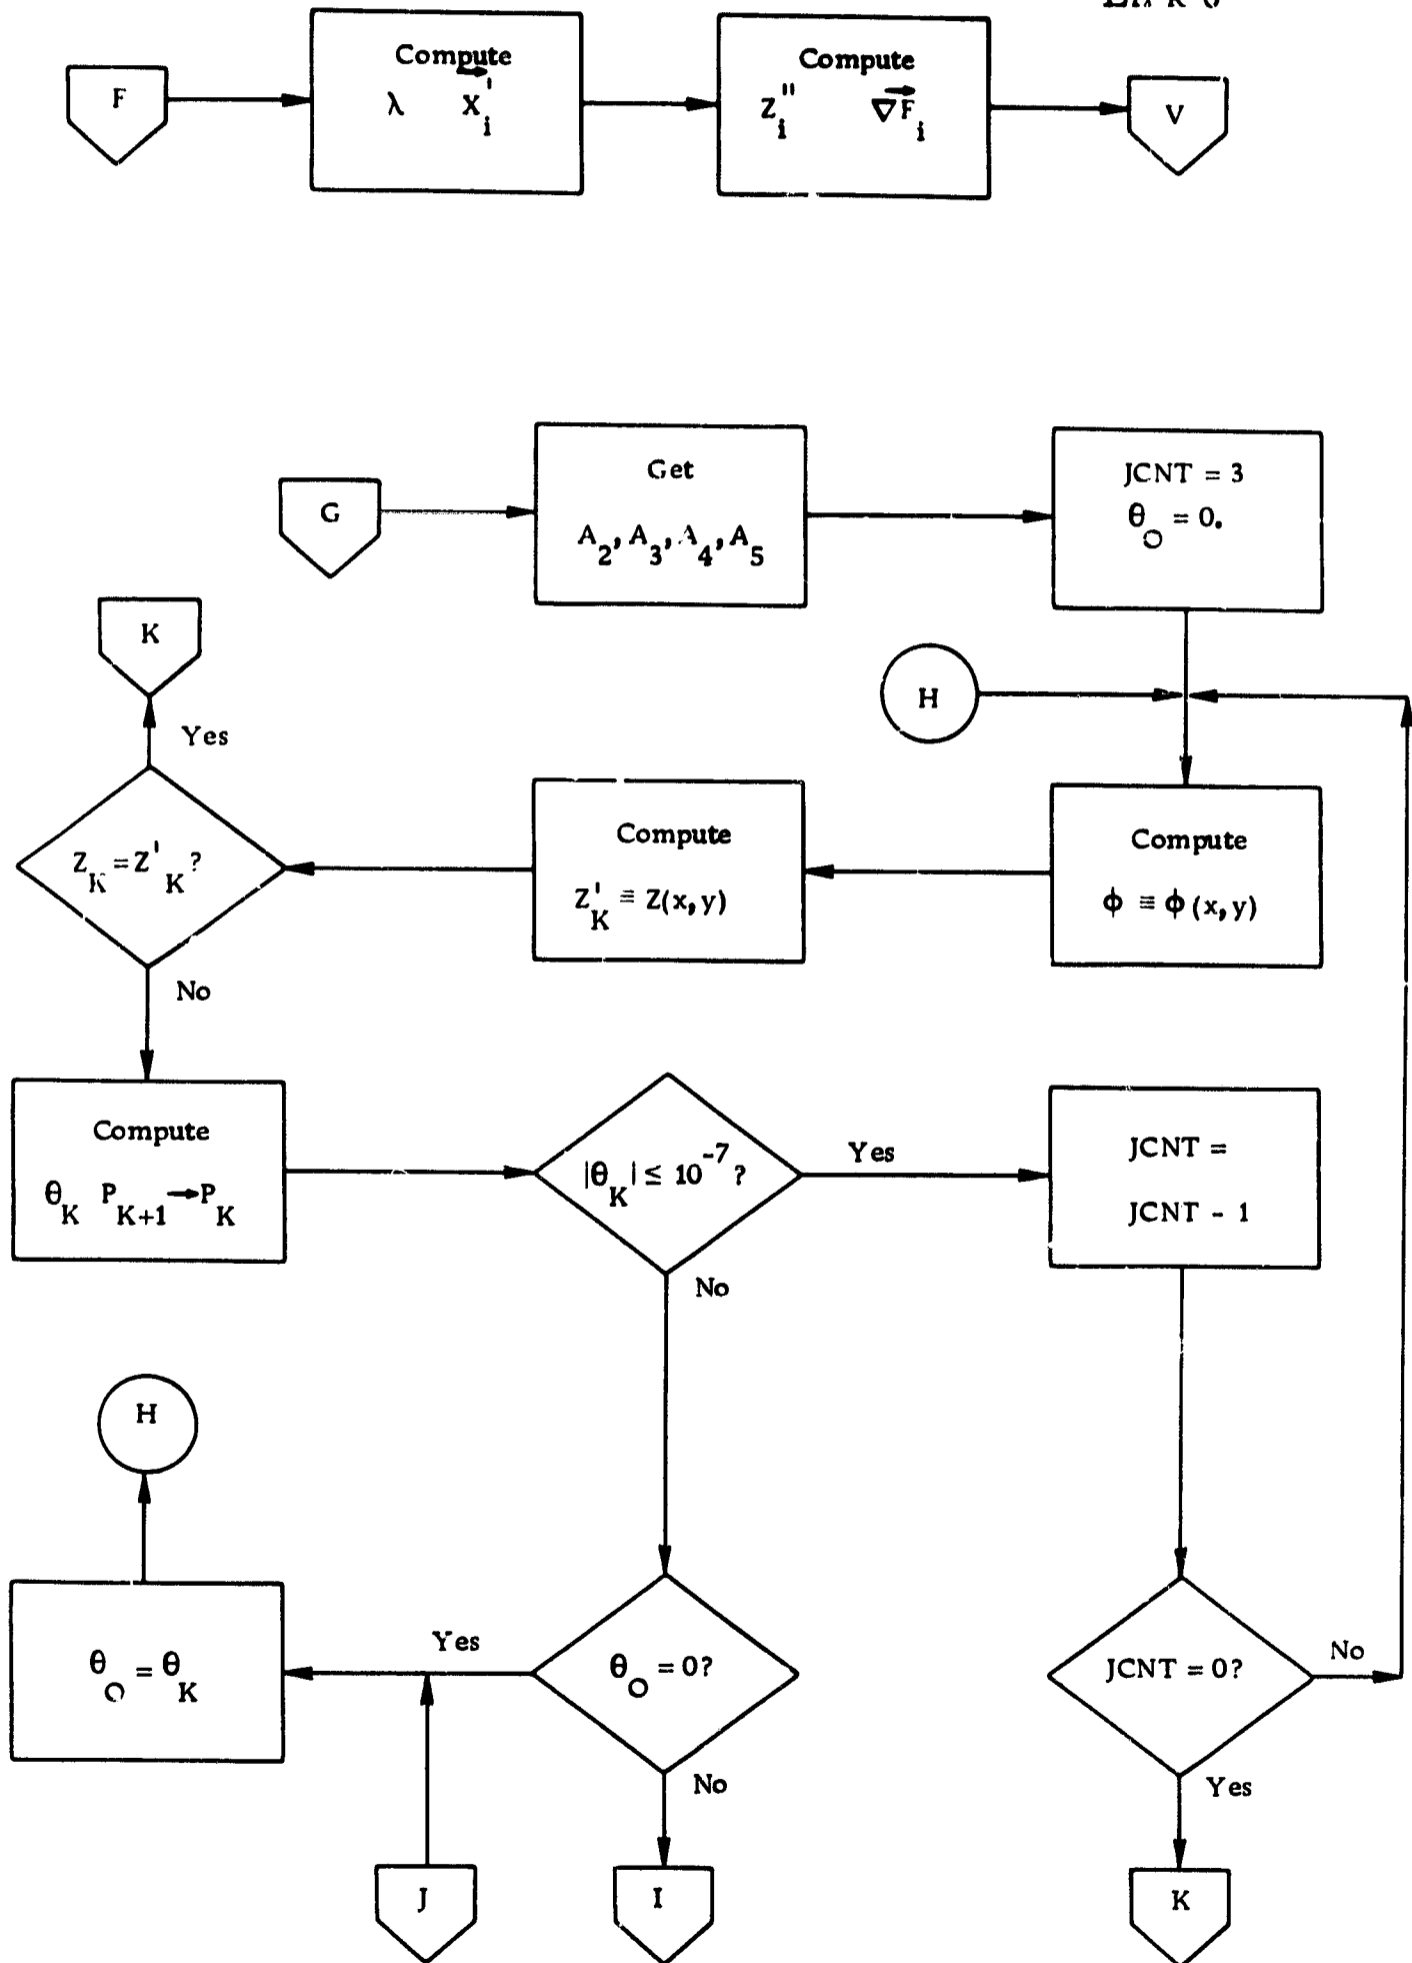 F
Compute
λ X⃗'i
Compute
Z"i ∇F⃗i
V
G
Get
A2, A3, A4, A5
JCNT = 3
θO = 0.
K
H
Yes
ZK = Z'K ?
Compute
Z'K ≡ Z(x, y)
Compute
ϕ ≡ ϕ (x, y)
No
Compute
θK PK+1 → PK
|θK| ≤ 10^-7 ?
Yes
JCNT =
JCNT - 1
No
H
θO = θK
Yes
θO = 0?
JCNT = 0?
No
No
Yes
J
I
K